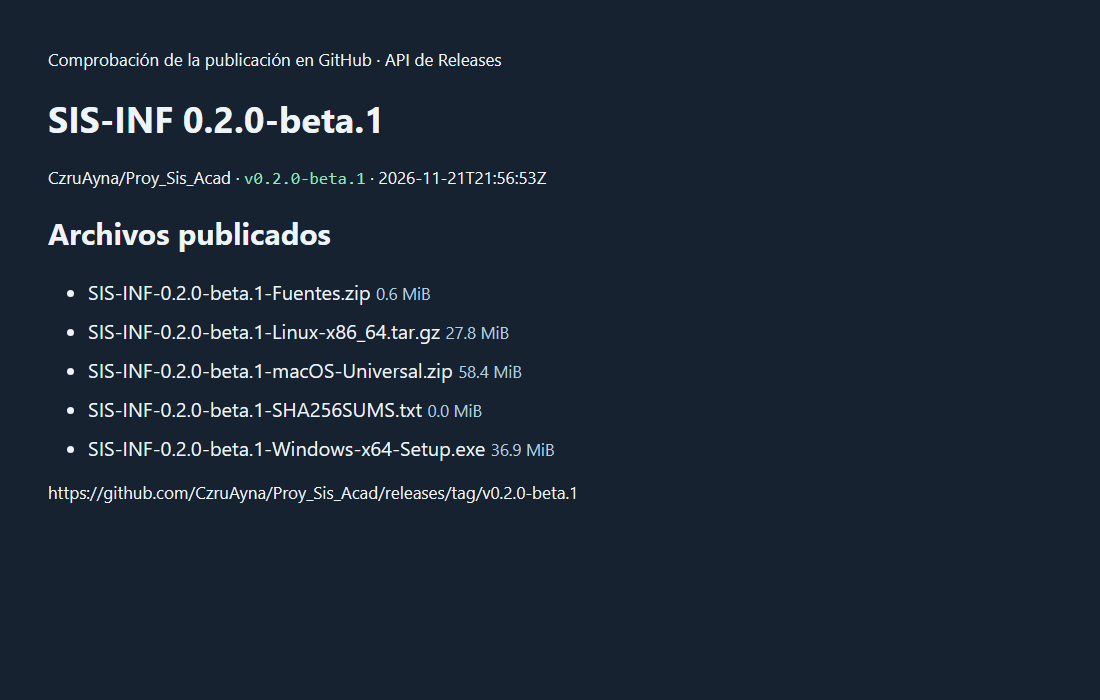 Comprobación de la publicación en GitHub · API de Releases
SIS-INF 0.2.0-beta.1
CzruAyna/Proy_Sis_Acad · v0.2.0-beta.1 · 2026-11-21T21:56:53Z
Archivos publicados
• SIS-INF-0.2.0-beta.1-Fuentes.zip 0.6 MiB
• SIS-INF-0.2.0-beta.1-Linux-x86_64.tar.gz 27.8 MiB
• SIS-INF-0.2.0-beta.1-macOS-Universal.zip 58.4 MiB
• SIS-INF-0.2.0-beta.1-SHA256SUMS.txt 0.0 MiB
• SIS-INF-0.2.0-beta.1-Windows-x64-Setup.exe 36.9 MiB
https://github.com/CzruAyna/Proy_Sis_Acad/releases/tag/v0.2.0-beta.1